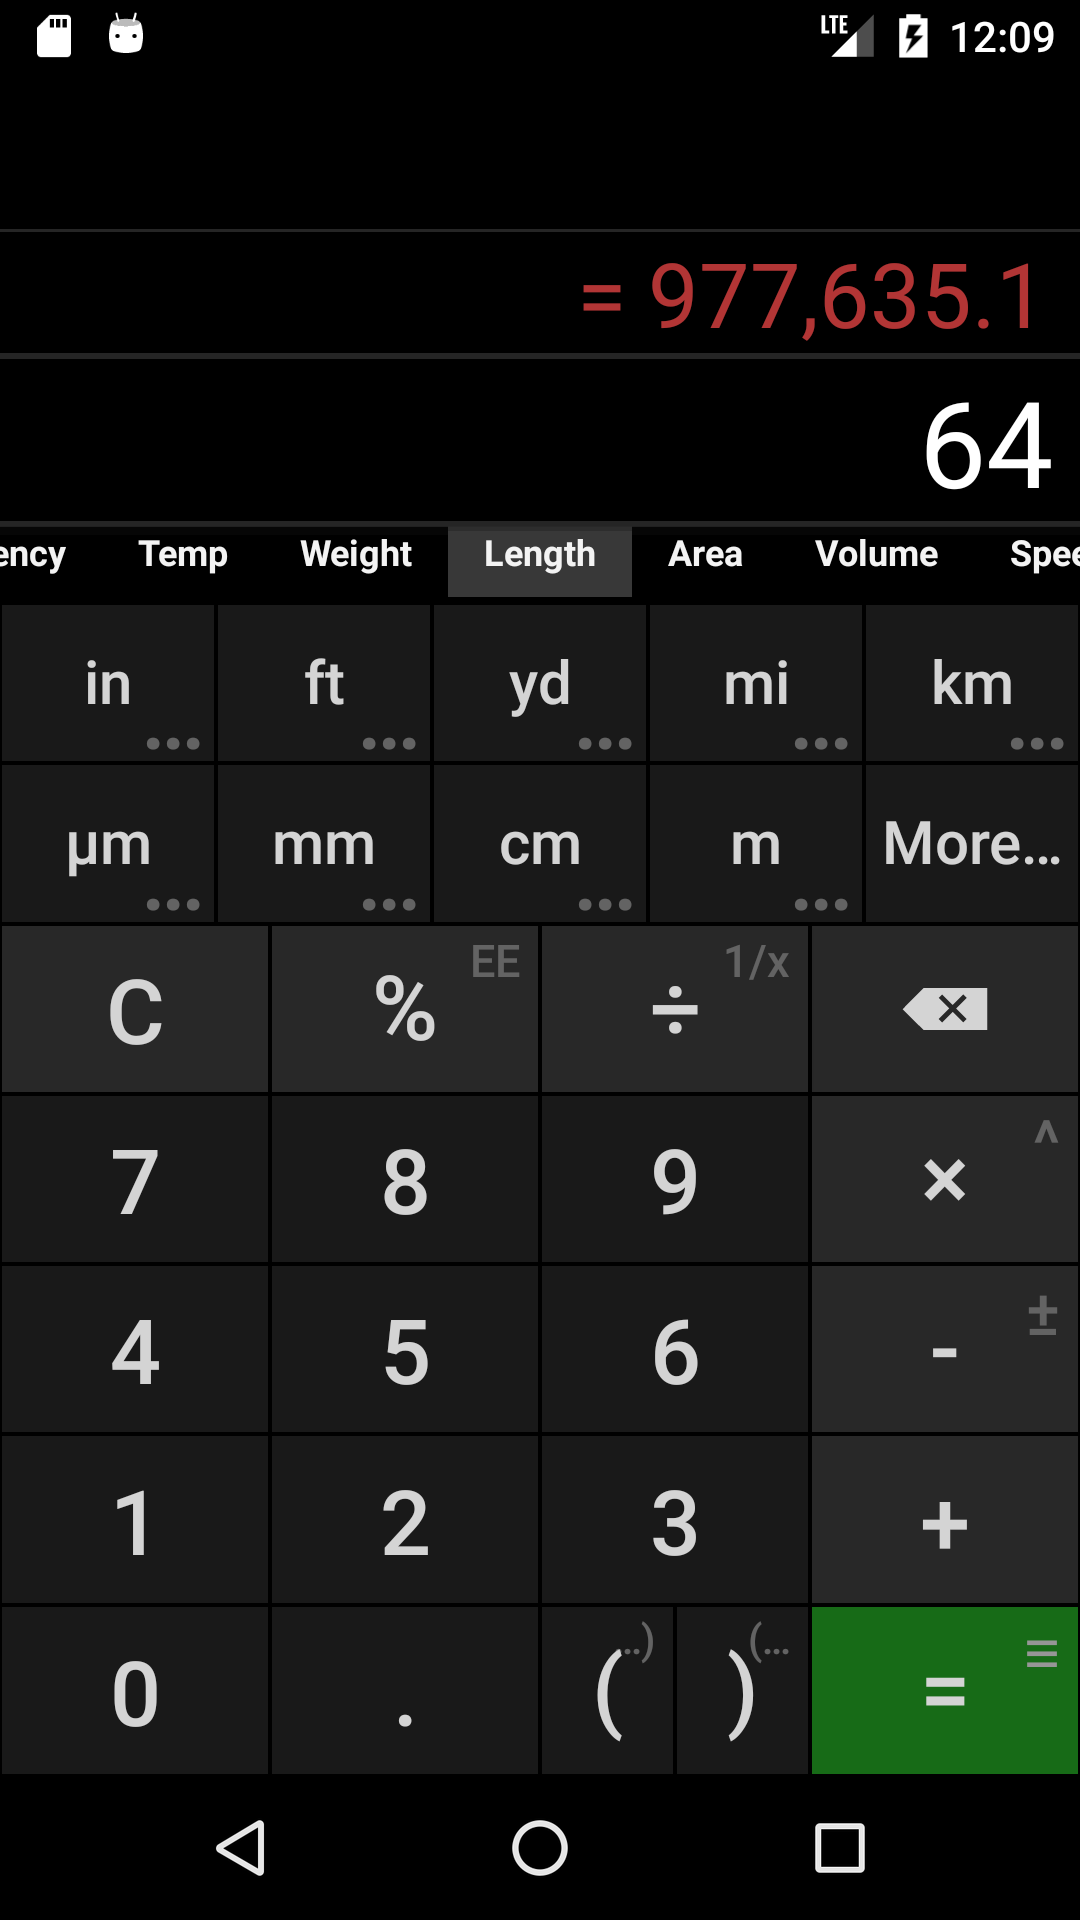 LTE 12:09
= 977,635.1
64
ency Temp Weight Length Area Volume Spee
in ft yd mi km
µm mm cm m More...
C % EE ÷ 1/x
7 8 9 × ^
4 5 6 - ±
1 2 3 +
0 . ( ..) ) (... =